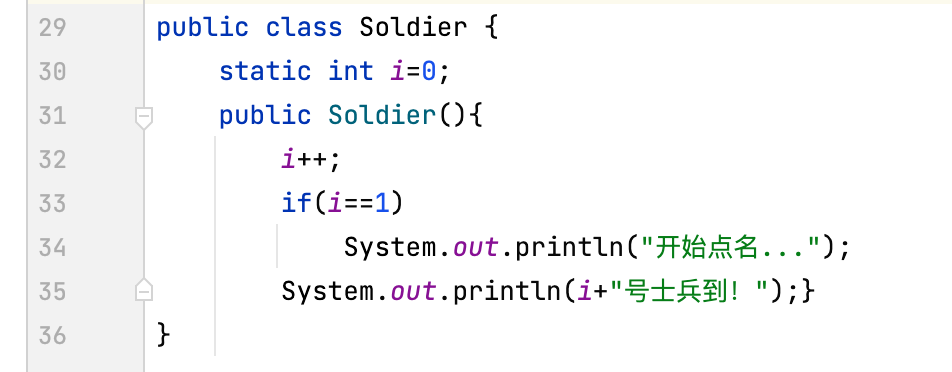 29 public class Soldier {
30     static int i=0;
31     public Soldier(){
32         i++;
33         if(i==1)
34             System.out.println("开始点名...");
35         System.out.println(i+"号士兵到！");}
36 }